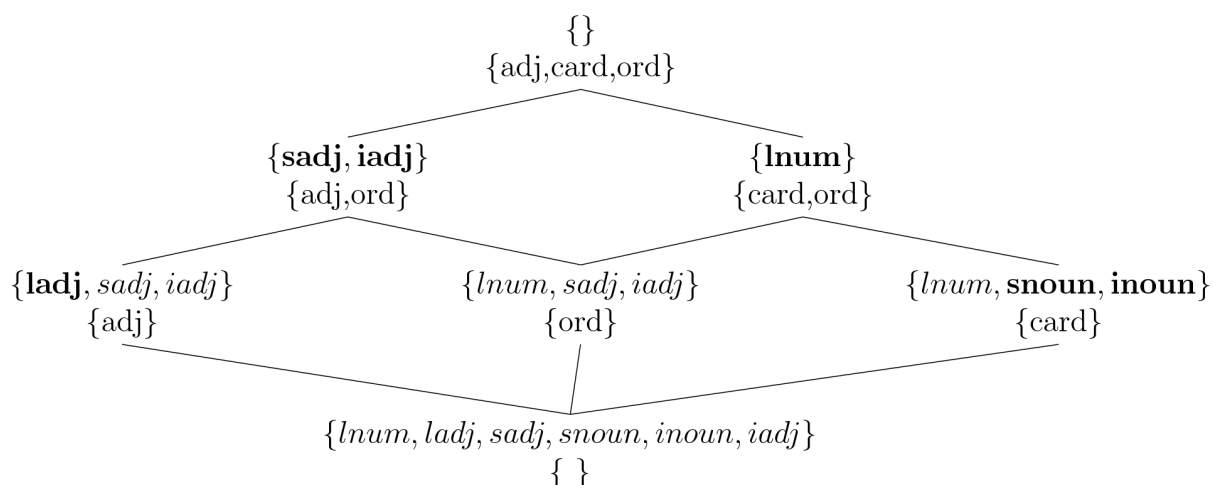 {}
{adj,card,ord}
{sadj, iadj} {lnum}
{adj,ord} {card,ord}
{ladj, sadj, iadj} {lnum, sadj, iadj} {lnum, snoun, inoun}
{adj} {ord} {card}
{lnum, ladj, sadj, snoun, inoun, iadj}
{ }